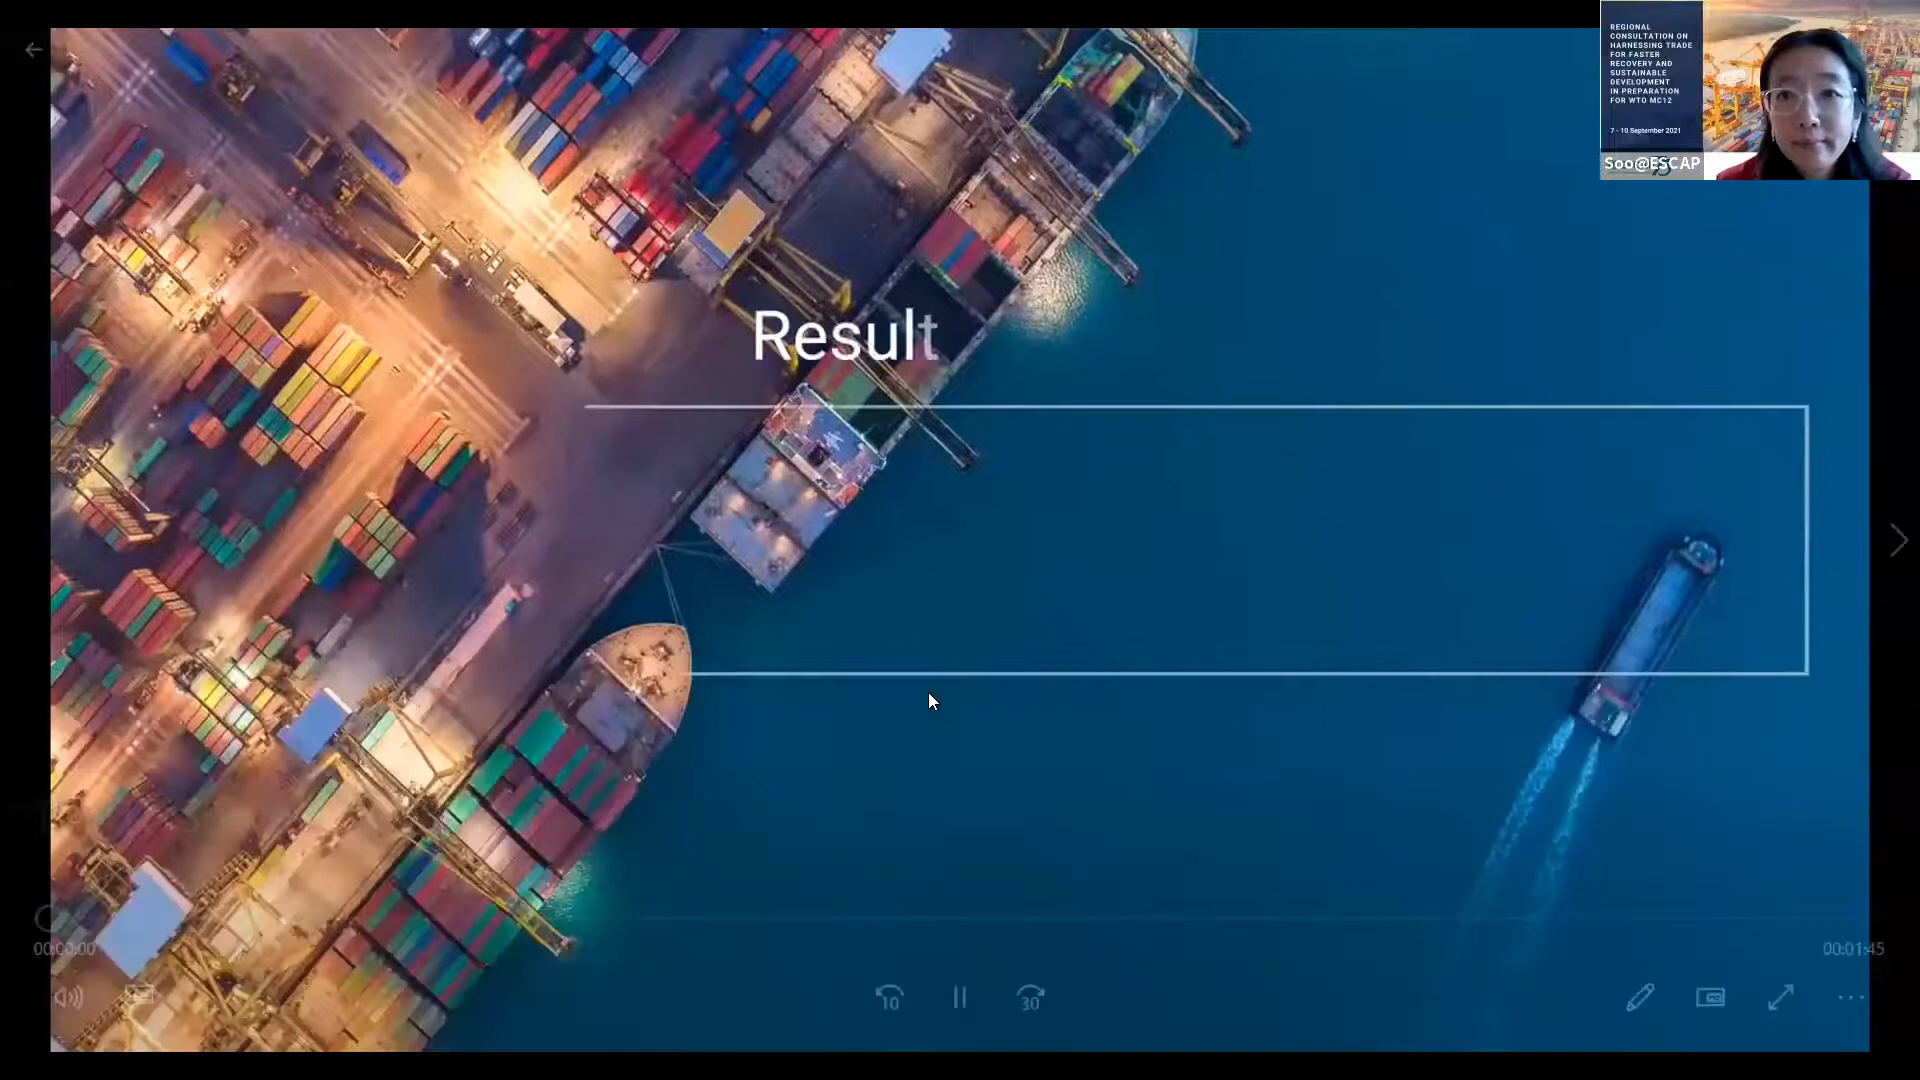 REGIONAL
CONSULTATION ON
HARNESSING TRADE
FOR FASTER
RECOVERY AND
SUSTAINABLE
DEVELOPMENT
IN PREPARATION
FOR WTO MC12
7 - 10 September 2021
Soo@ESCAP
Result
00:00:00
00:01:45
10
30